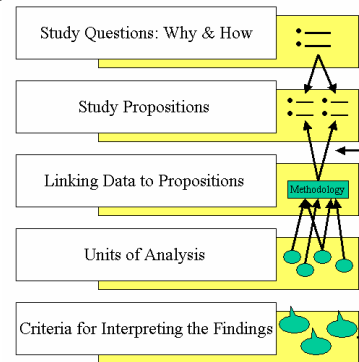 Study Questions: Why & How
Study Propositions
Linking Data to Propositions
Methodology
Units of Analysis
Criteria for Interpreting the Findings